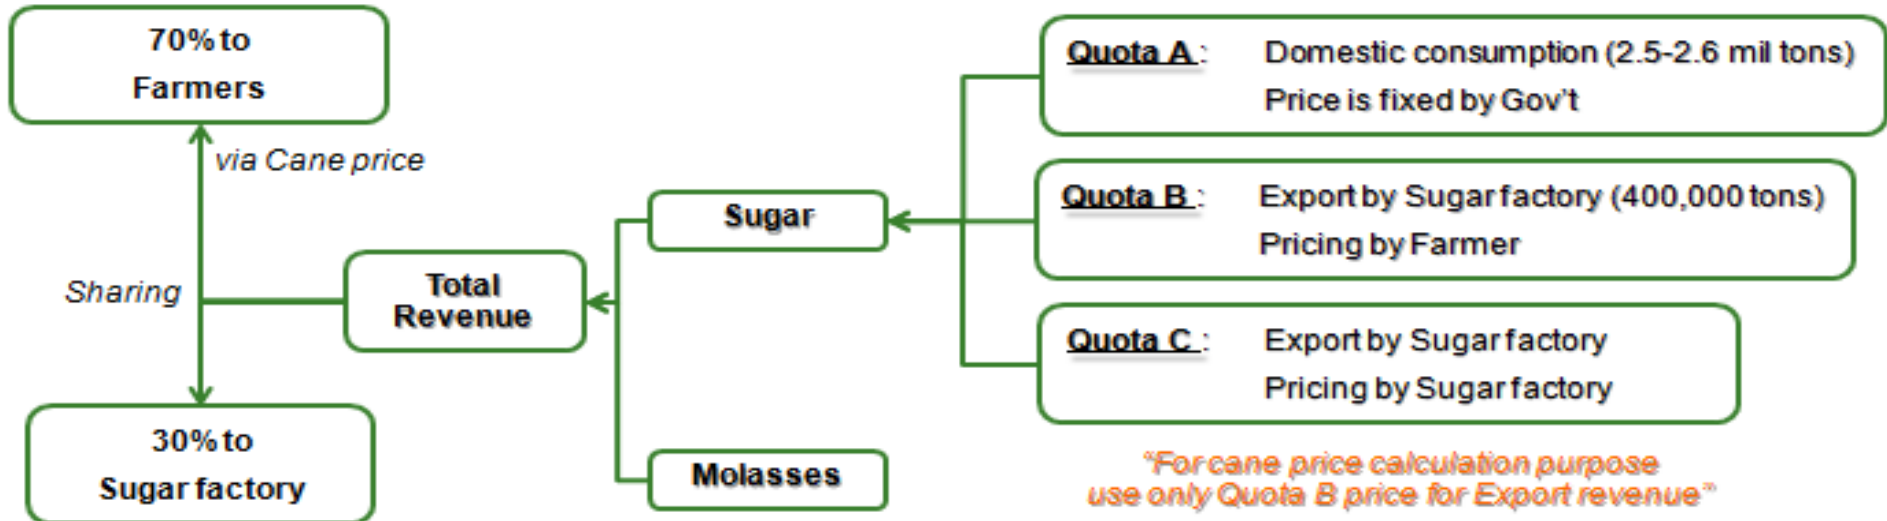 70% to
Farmers
via Cane price
Sharing
Total
Revenue
30% to
Sugar factory
Sugar
Molasses
Quota A : Domestic consumption (2.5-2.6 mil tons)
Price is fixed by Gov't
Quota B : Export by Sugar factory (400,000 tons)
Pricing by Farmer
Quota C : Export by Sugar factory
Pricing by Sugar factory
"For cane price calculation purpose
use only Quota B price for Export revenue"